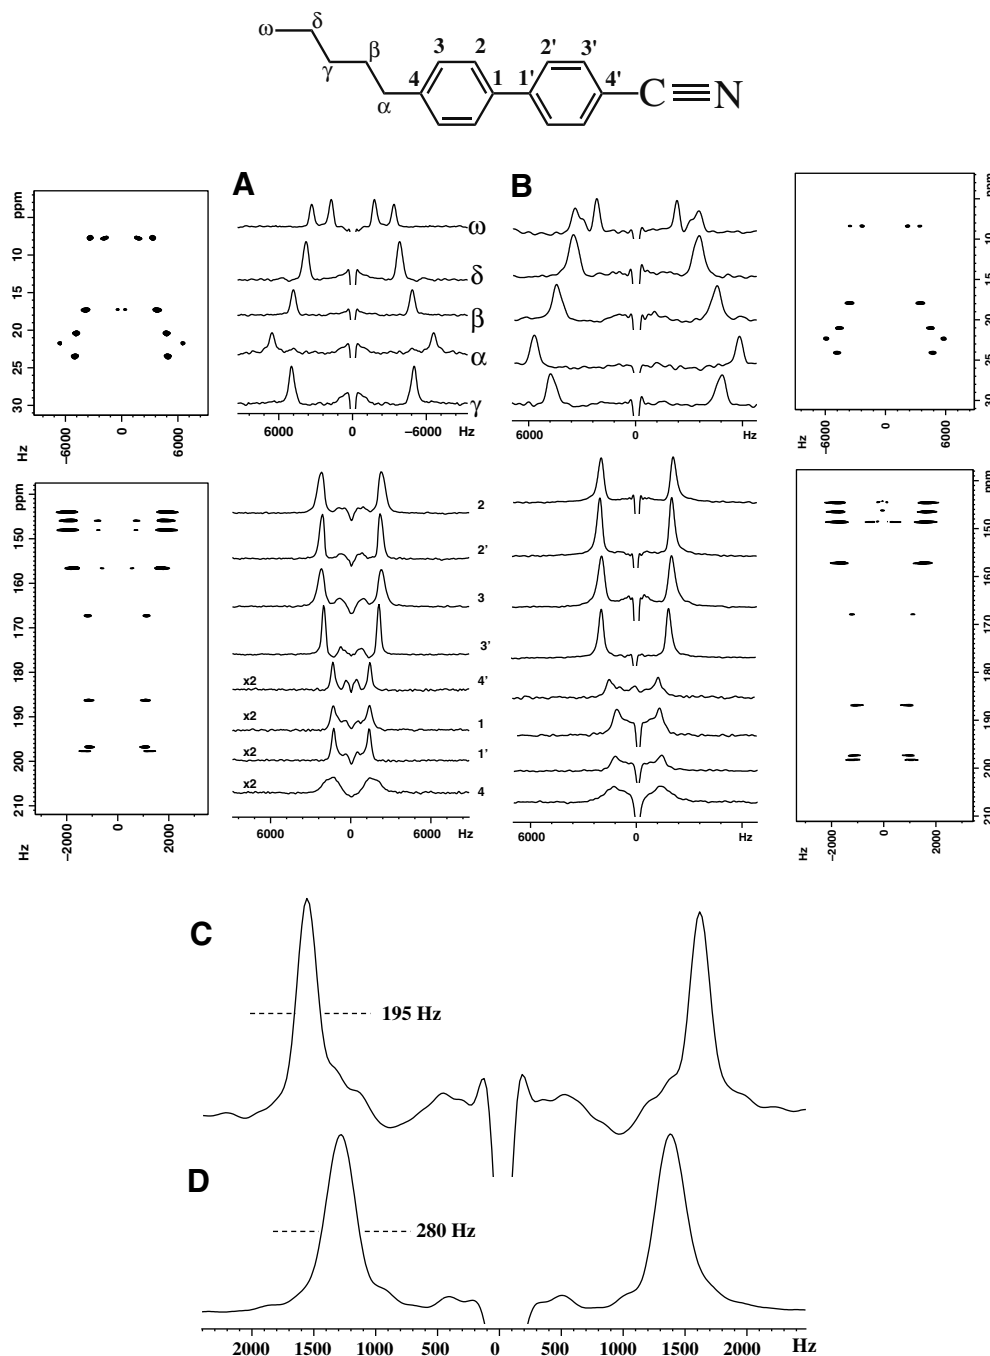 ω δ γ β α 4 3 2 1 1' 2' 3' 4' C N
A B
ppm 10 15 20 25 30
−6000 0 6000 Hz
ω
δ
β
α
γ
6000 0 −6000 Hz
6000 0 Hz
ppm 10 20 30
−6000 0 6000 Hz
ppm 150 160 170 180 190 200 210
−2000 0 2000 Hz
2
2'
3
3'
x2 4'
x2 1
x2 1'
x2 4
6000 0 6000 Hz
6000 0 Hz
ppm 150 160 170 180 190 200 210
−2000 0 2000 Hz
C
195 Hz
D
280 Hz
2000 1500 1000 500 0 500 1000 1500 2000 Hz